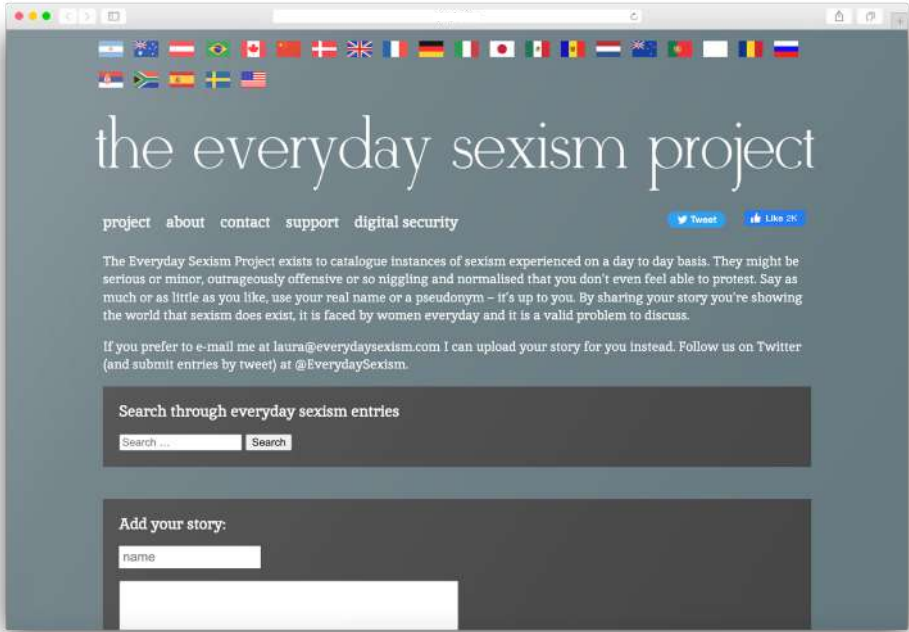 the everyday sexism project
project about contact support digital security
Tweet
Like 2K
The Everyday Sexism Project exists to catalogue instances of sexism experienced on a day to day basis. They might be
serious or minor, outrageously offensive or so niggling and normalised that you don't even feel able to protest. Say as
much or as little as you like, use your real name or a pseudonym – it's up to you. By sharing your story you're showing
the world that sexism does exist, it is faced by women everyday and it is a valid problem to discuss.
If you prefer to e-mail me at laura@everydaysexism.com I can upload your story for you instead. Follow us on Twitter
(and submit entries by tweet) at @EverydaySexism.
Search through everyday sexism entries
Search ...
Search
Add your story:
name